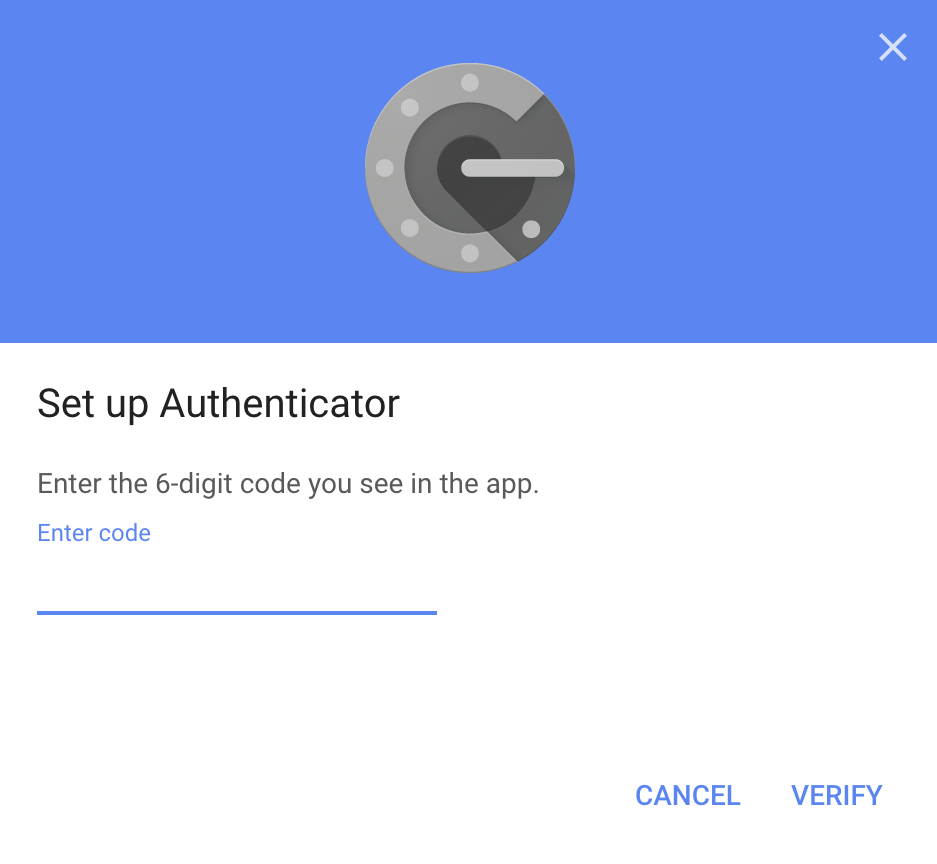 Set up Authenticator
Enter the 6-digit code you see in the app.
Enter code
CANCEL VERIFY